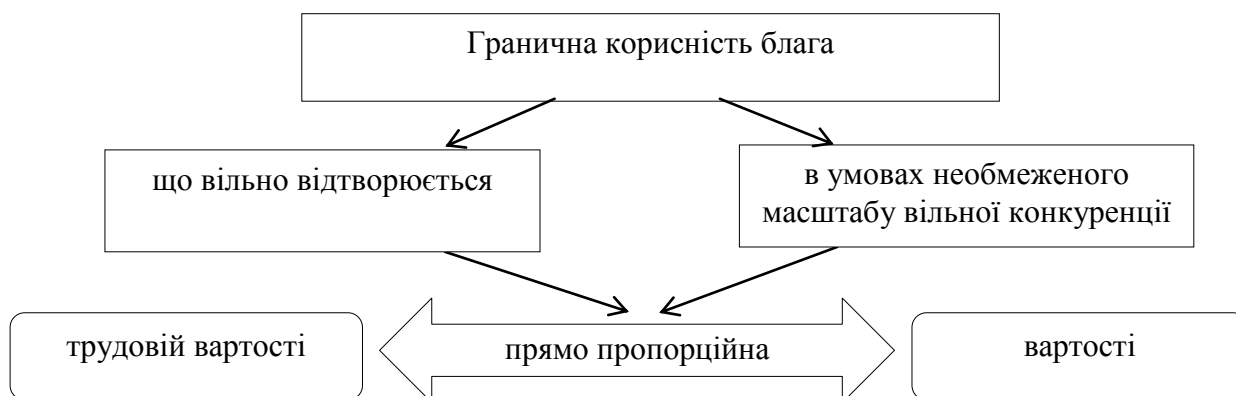 Гранична корисність блага
що вільно відтворюється
в умовах необмеженого
масштабу вільної конкуренції
трудовій вартості
прямо пропорційна
вартості